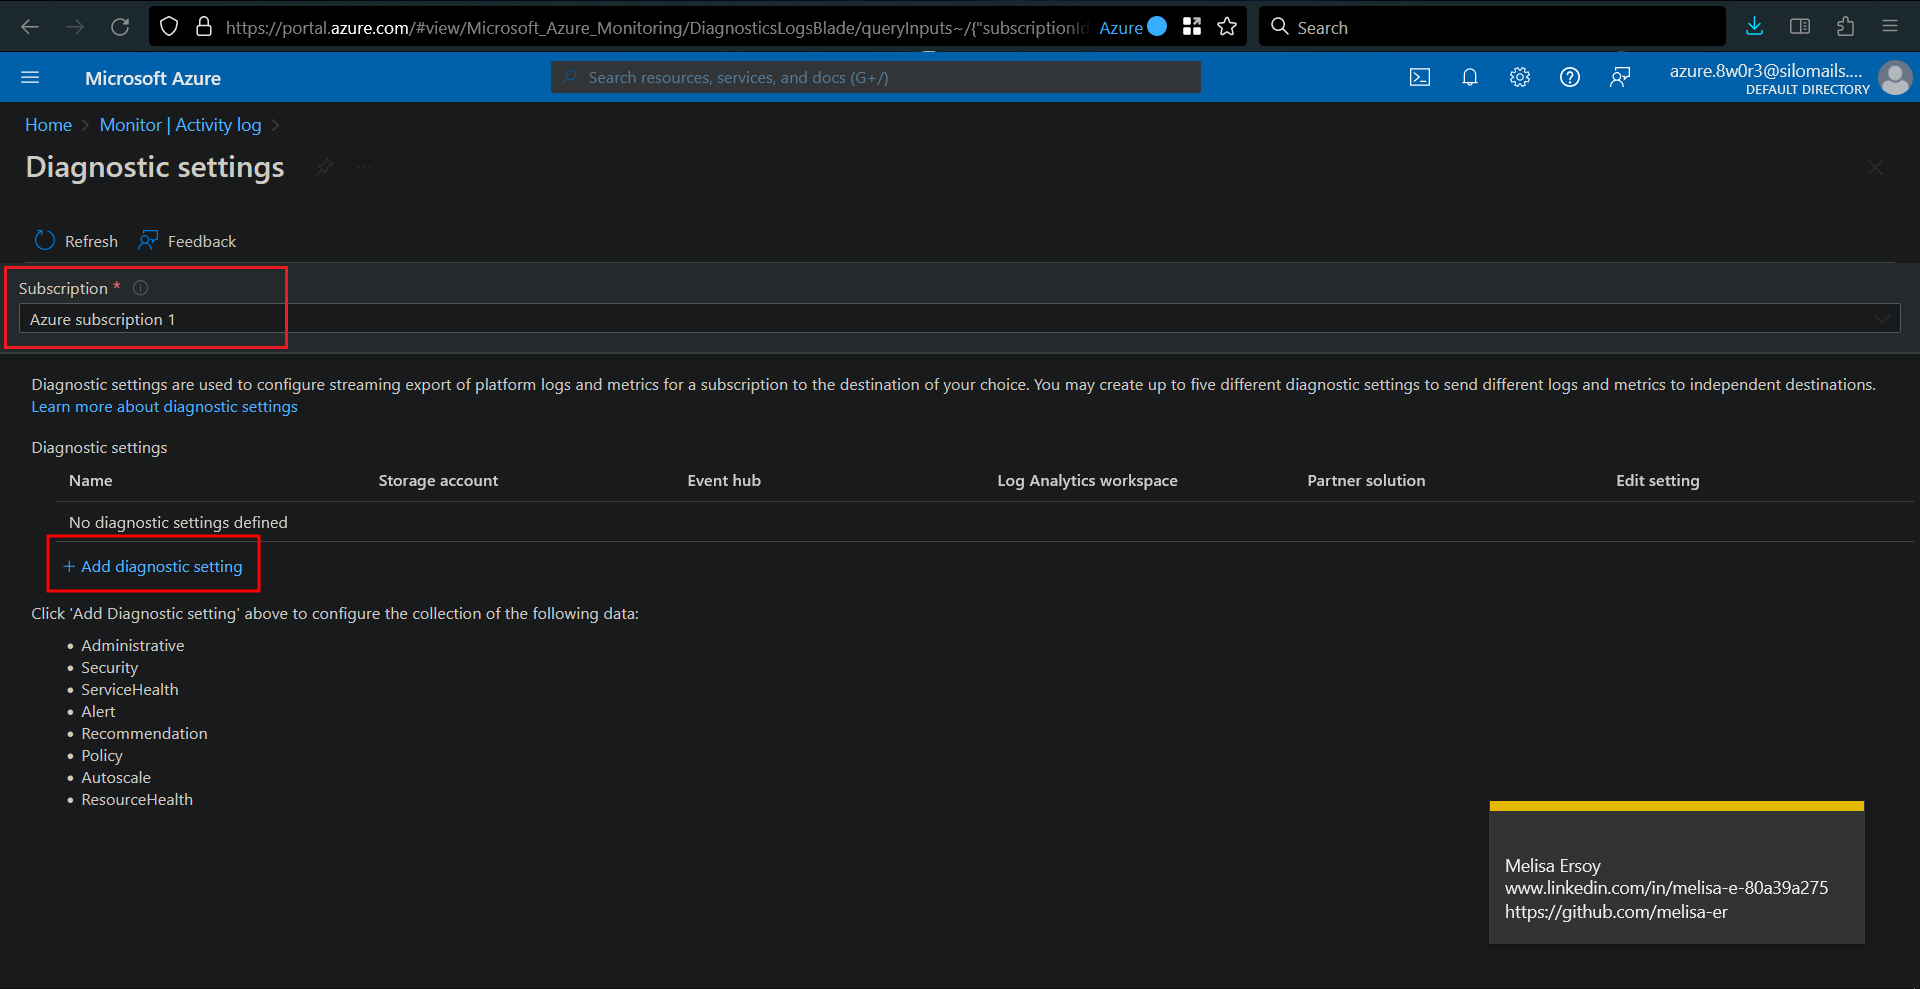 https://portal.azure.com/#view/Microsoft_Azure_Monitoring/DiagnosticsLogsBlade/queryInputs~/{"subscriptionId
Azure
Search
Microsoft Azure
Search resources, services, and docs (G+/)
azure.8w0r3@silomails....
DEFAULT DIRECTORY
Home > Monitor | Activity log >
Diagnostic settings
...
Refresh
Feedback
Subscription *
Azure subscription 1
Diagnostic settings are used to configure streaming export of platform logs and metrics for a subscription to the destination of your choice. You may create up to five different diagnostic settings to send different logs and metrics to independent destinations.
Learn more about diagnostic settings
Diagnostic settings
Name Storage account Event hub Log Analytics workspace Partner solution Edit setting
No diagnostic settings defined
+ Add diagnostic setting
Click 'Add Diagnostic setting' above to configure the collection of the following data:
• Administrative
• Security
• ServiceHealth
• Alert
• Recommendation
• Policy
• Autoscale
• ResourceHealth
Melisa Ersoy
www.linkedin.com/in/melisa-e-80a39a275
https://github.com/melisa-er